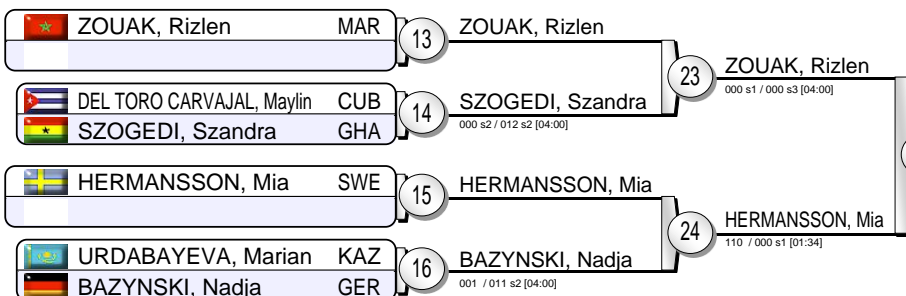 ZOUAK, Rizlen MAR
13
ZOUAK, Rizlen
23
ZOUAK, Rizlen
000 s1 / 000 s3 [04:00]
DEL TORO CARVAJAL, Maylin CUB
SZOGEDI, Szandra GHA
14
SZOGEDI, Szandra
000 s2 / 012 s2 [04:00]
HERMANSSON, Mia SWE
15
HERMANSSON, Mia
24
HERMANSSON, Mia
110 / 000 s1 [01:34]
URDABAYEVA, Marian KAZ
BAZYNSKI, Nadja GER
16
BAZYNSKI, Nadja
001 / 011 s2 [04:00]